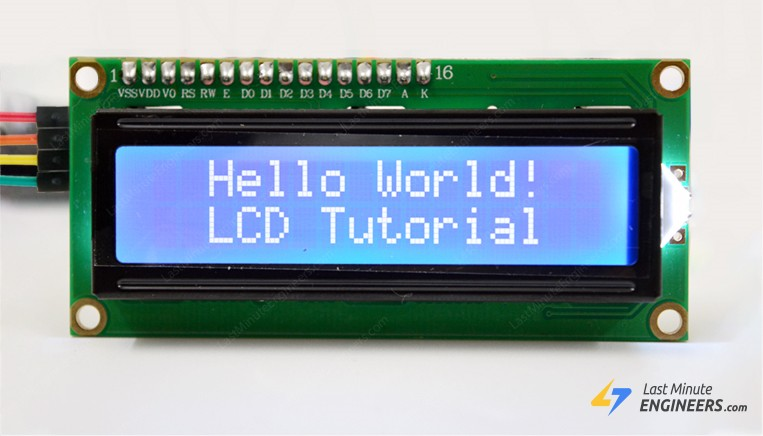 1 16
VSS VDD V0 RS RW E D0 D1 D2 D3 D4 D5 D6 D7 A K
Hello World!
LCD Tutorial
Last Minute
ENGINEERS.com